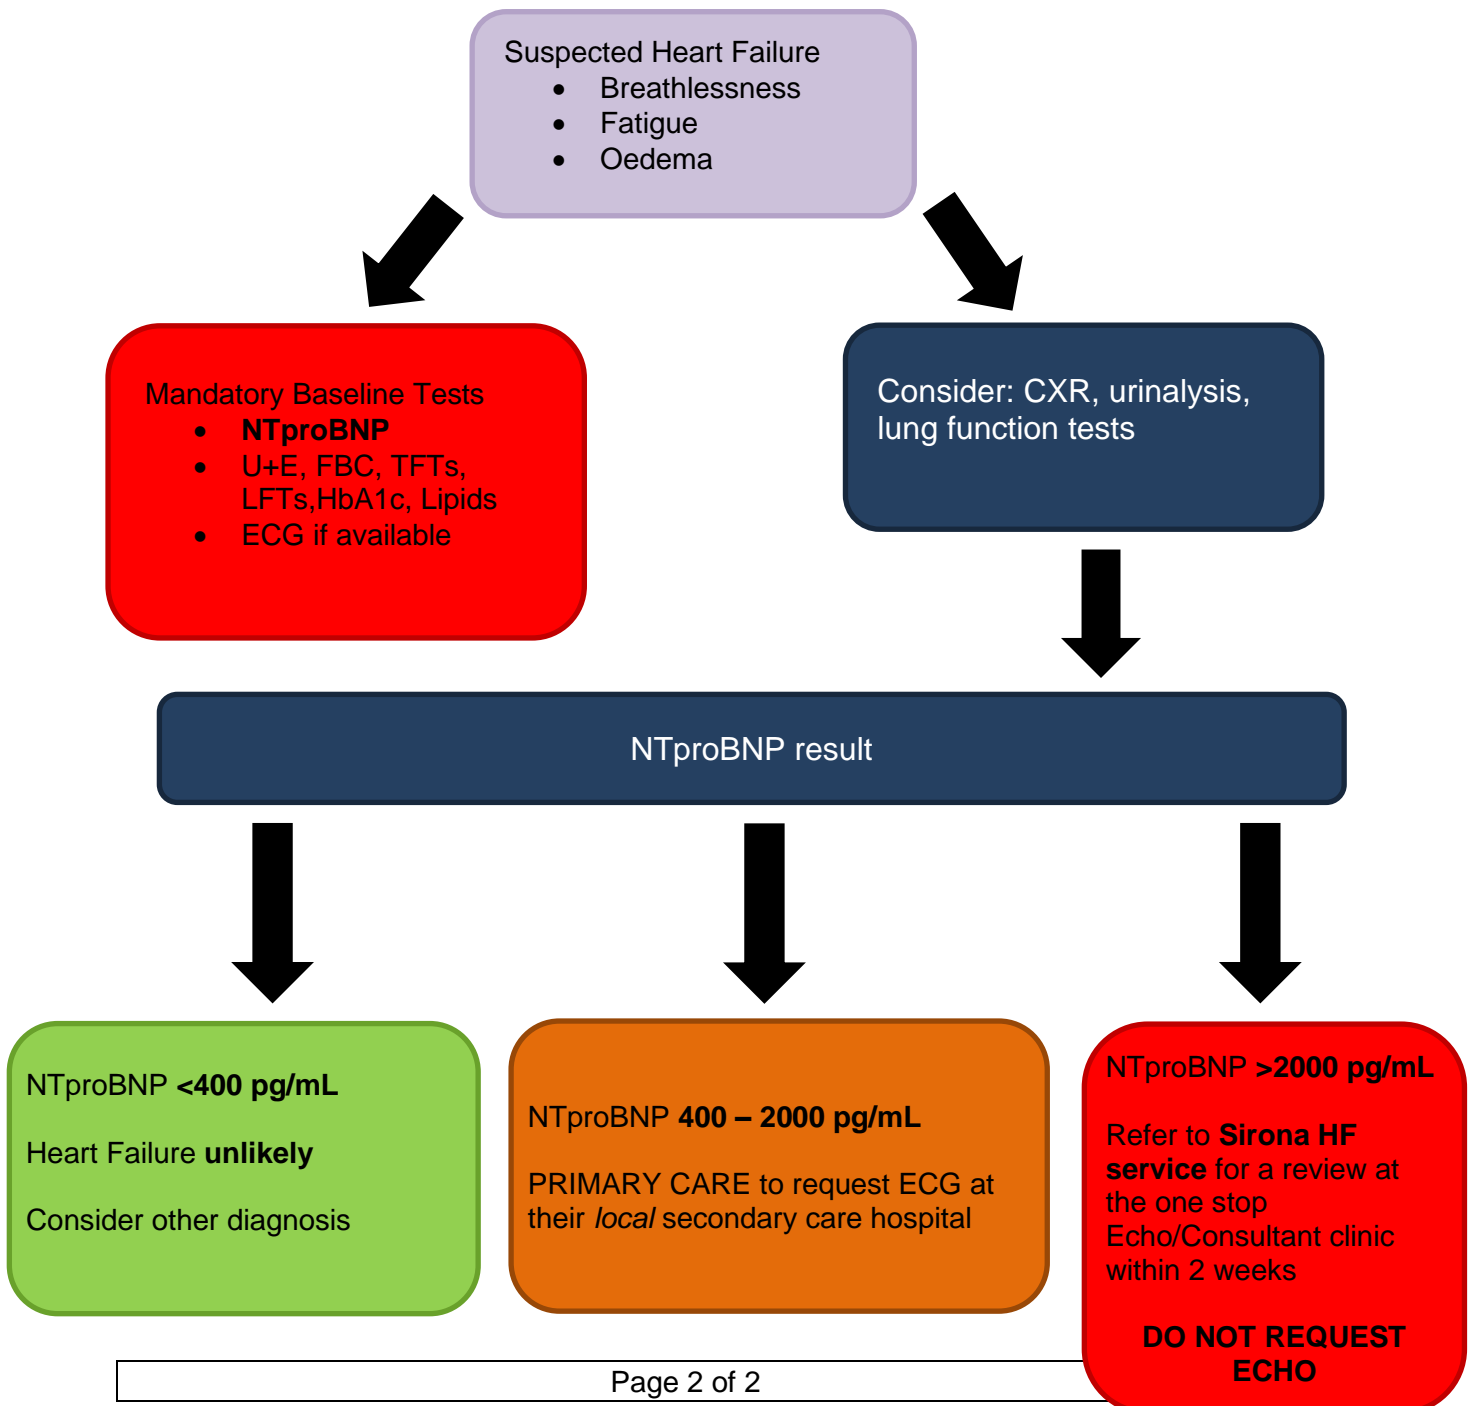 Suspected Heart Failure
• Breathlessness
• Fatigue
• Oedema
Mandatory Baseline Tests
• NTproBNP
• U+E, FBC, TFTs,
LFTs,HbA1c, Lipids
• ECG if available
Consider: CXR, urinalysis,
lung function tests
NTproBNP result
NTproBNP <400 pg/mL
Heart Failure unlikely
Consider other diagnosis
NTproBNP 400 – 2000 pg/mL
PRIMARY CARE to request ECG at
their local secondary care hospital
NTproBNP >2000 pg/mL
Refer to Sirona HF
service for a review at
the one stop
Echo/Consultant clinic
within 2 weeks
DO NOT REQUEST
ECHO
Page 2 of 2